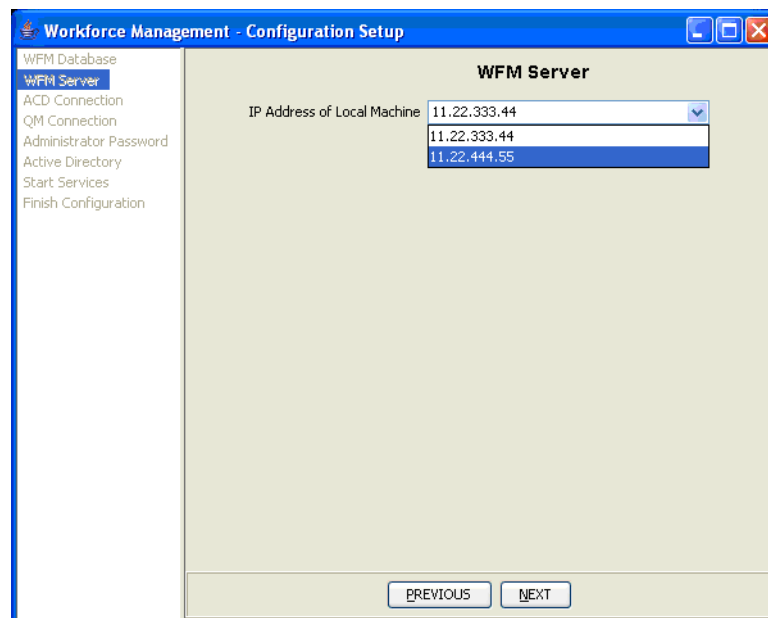 Workforce Management - Configuration Setup
WFM Database
WFM Server
ACD Connection
QM Connection
Administrator Password
Active Directory
Start Services
Finish Configuration
WFM Server
IP Address of Local Machine 11.22.333.44
11.22.333.44
11.22.444.55
PREVIOUS NEXT